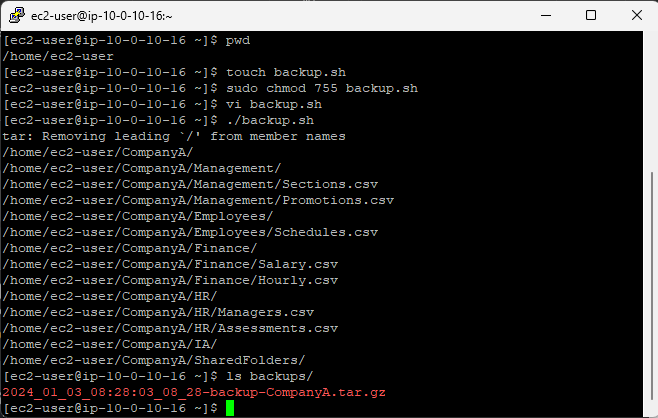 ec2-user@ip-10-0-10-16:~
[ec2-user@ip-10-0-10-16 ~]$ pwd
/home/ec2-user
[ec2-user@ip-10-0-10-16 ~]$ touch backup.sh
[ec2-user@ip-10-0-10-16 ~]$ sudo chmod 755 backup.sh
[ec2-user@ip-10-0-10-16 ~]$ vi backup.sh
[ec2-user@ip-10-0-10-16 ~]$ ./backup.sh
tar: Removing leading `/' from member names
/home/ec2-user/CompanyA/
/home/ec2-user/CompanyA/Management/
/home/ec2-user/CompanyA/Management/Sections.csv
/home/ec2-user/CompanyA/Management/Promotions.csv
/home/ec2-user/CompanyA/Employees/
/home/ec2-user/CompanyA/Employees/Schedules.csv
/home/ec2-user/CompanyA/Finance/
/home/ec2-user/CompanyA/Finance/Salary.csv
/home/ec2-user/CompanyA/Finance/Hourly.csv
/home/ec2-user/CompanyA/HR/
/home/ec2-user/CompanyA/HR/Managers.csv
/home/ec2-user/CompanyA/HR/Assessments.csv
/home/ec2-user/CompanyA/IA/
/home/ec2-user/CompanyA/SharedFolders/
[ec2-user@ip-10-0-10-16 ~]$ ls backups/
2024_01_03_08:28:03_08_28-backup-CompanyA.tar.gz
[ec2-user@ip-10-0-10-16 ~]$